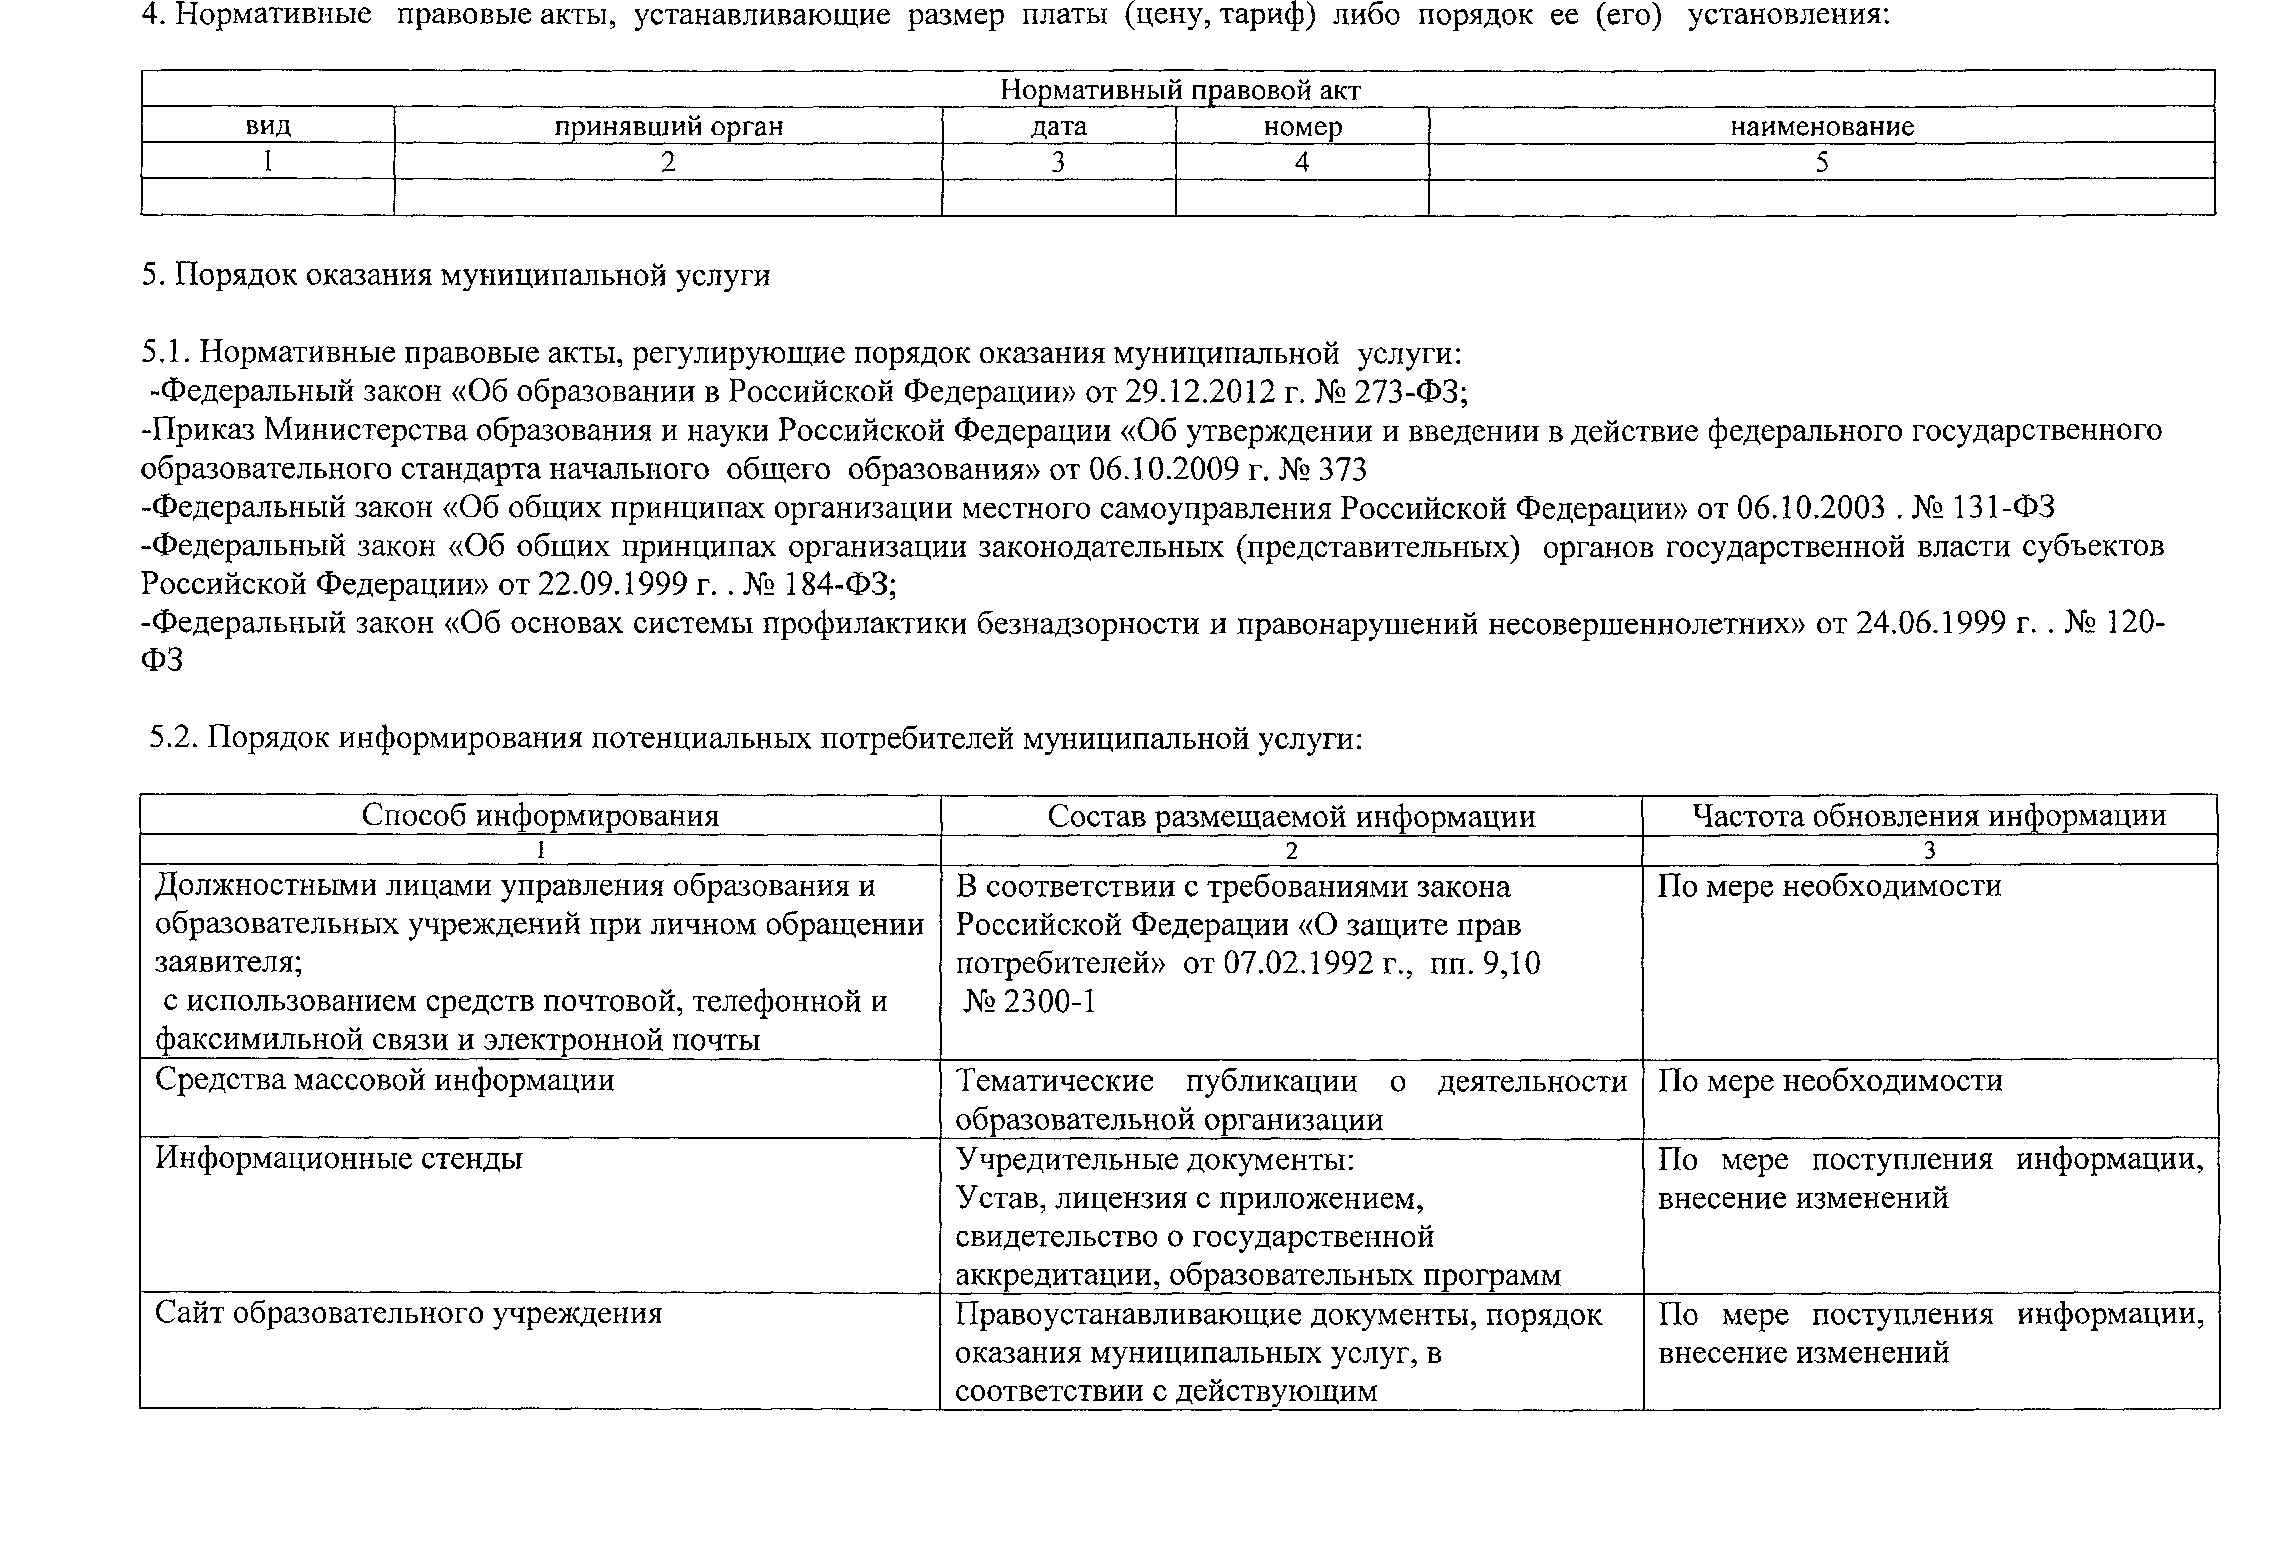 4. Нормативные правовые акты, устанавливающие размер платы (цену, тариф) либо порядок ее (его) установления:
Нормативный правовой акт
вид принявший орган дата номер наименование
1 2 3 4 5
5. Порядок оказания муниципальной услуги
5.1. Нормативные правовые акты, регулирующие порядок оказания муниципальной услуги:
-Федеральный закон «Об образовании в Российской Федерации» от 29.12.2012 г. № 273-ФЗ;
-Приказ Министерства образования и науки Российской Федерации «Об утверждении и введении в действие федерального государственного
образовательного стандарта начального общего образования» от 06.10.2009 г. № 373
-Федеральный закон «Об общих принципах организации местного самоуправления Российской Федерации» от 06.10.2003 . № 131-ФЗ
-Федеральный закон «Об общих принципах организации законодательных (представительных) органов государственной власти субъектов
Российской Федерации» от 22.09.1999 г. . № 184-ФЗ;
-Федеральный закон «Об основах системы профилактики безнадзорности и правонарушений несовершеннолетних» от 24.06.1999 г. . № 120-
ФЗ
5.2. Порядок информирования потенциальных потребителей муниципальной услуги:
Способ информирования Состав размещаемой информации Частота обновления информации
1 2 3
Должностными лицами управления образования и
образовательных учреждений при личном обращении
заявителя;
с использованием средств почтовой, телефонной и
факсимильной связи и электронной почты
В соответствии с требованиями закона
Российской Федерации «О защите прав
потребителей» от 07.02.1992 г., пп. 9,10
№ 2300-1
По мере необходимости
Средства массовой информации
Тематические публикации о деятельности
образовательной организации
По мере необходимости
Информационные стенды
Учредительные документы:
Устав, лицензия с приложением,
свидетельство о государственной
аккредитации, образовательных программ
По мере поступления информации,
внесение изменений
Сайт образовательного учреждения
Правоустанавливающие документы, порядок
оказания муниципальных услуг, в
соответствии с действующим
По мере поступления информации,
внесение изменений